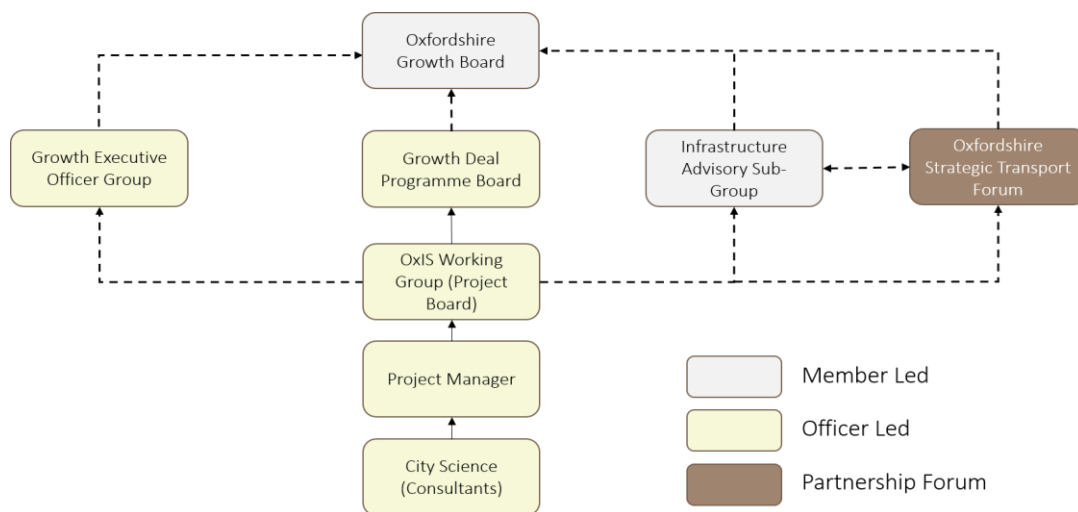 Oxfordshire
Growth Board
Growth Executive
Officer Group
Growth Deal
Programme Board
Infrastructure
Advisory Sub-
Group
Oxfordshire
Strategic Transport
Forum
OxIS Working
Group (Project
Board)
Project Manager
City Science
(Consultants)
Member Led
Officer Led
Partnership Forum